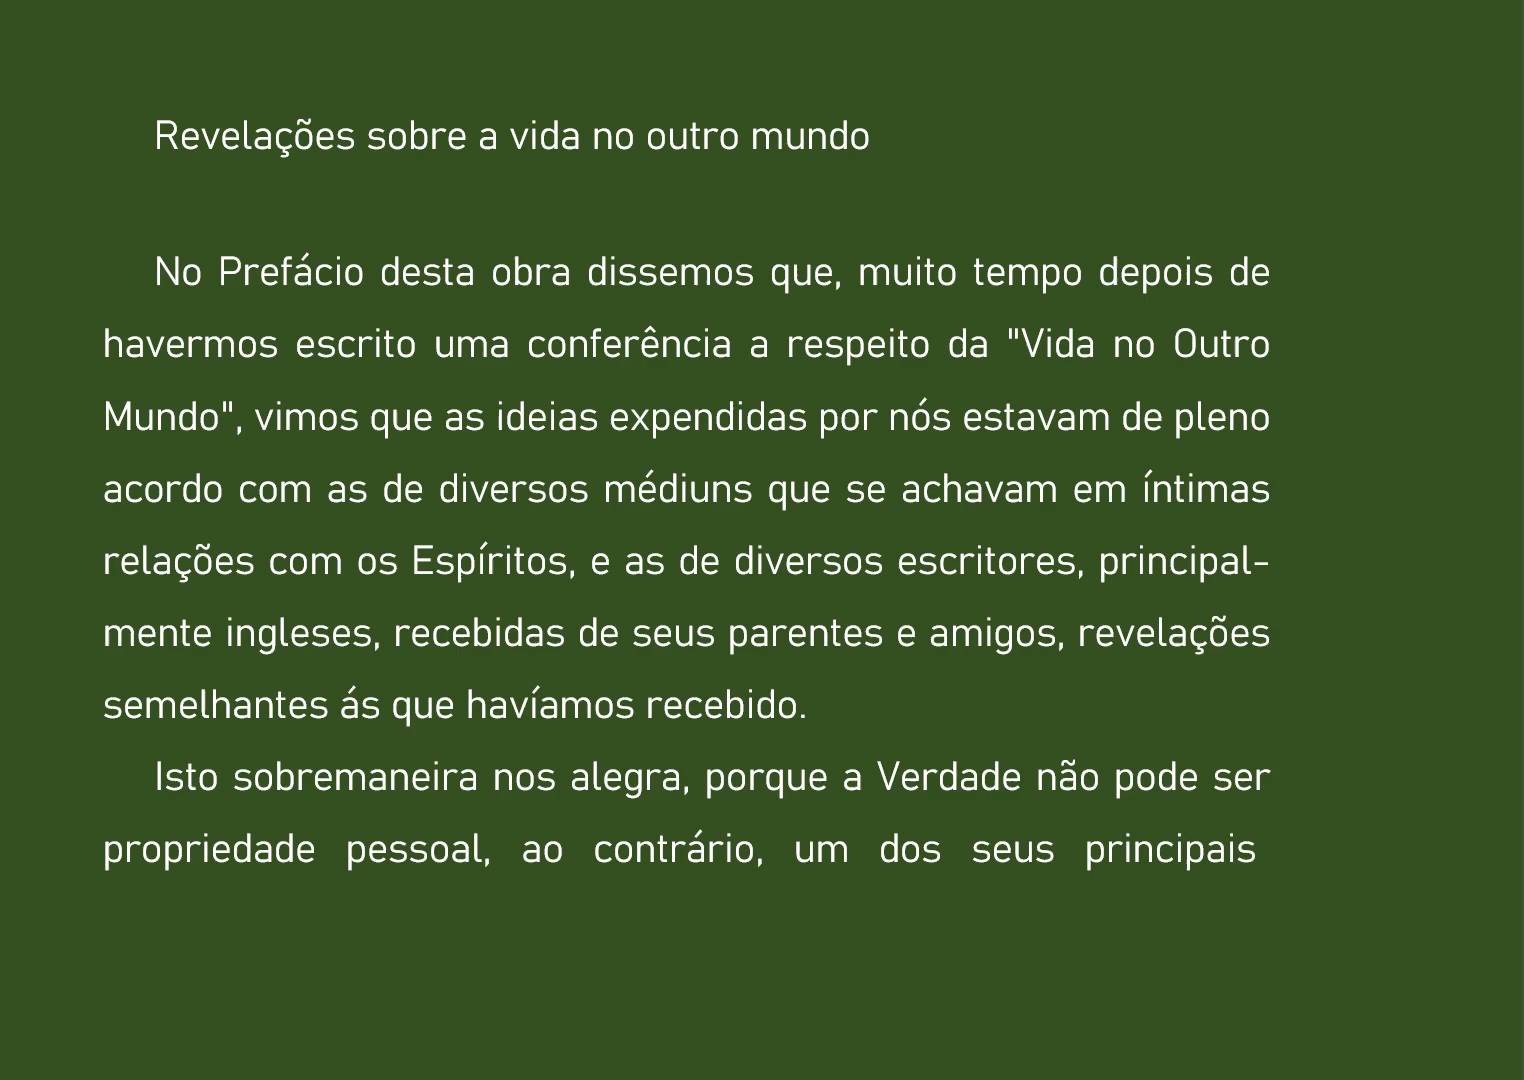 Revelações sobre a vida no outro mundo
No Prefácio desta obra dissemos que, muito tempo depois de
havermos escrito uma conferência a respeito da "Vida no Outro
Mundo", vimos que as ideias expendidas por nós estavam de pleno
acordo com as de diversos médiuns que se achavam em íntimas
relações com os Espíritos, e as de diversos escritores, principal-
mente ingleses, recebidas de seus parentes e amigos, revelações
semelhantes ás que havíamos recebido.
Isto sobremaneira nos alegra, porque a Verdade não pode ser
propriedade pessoal, ao contrário, um dos seus principais